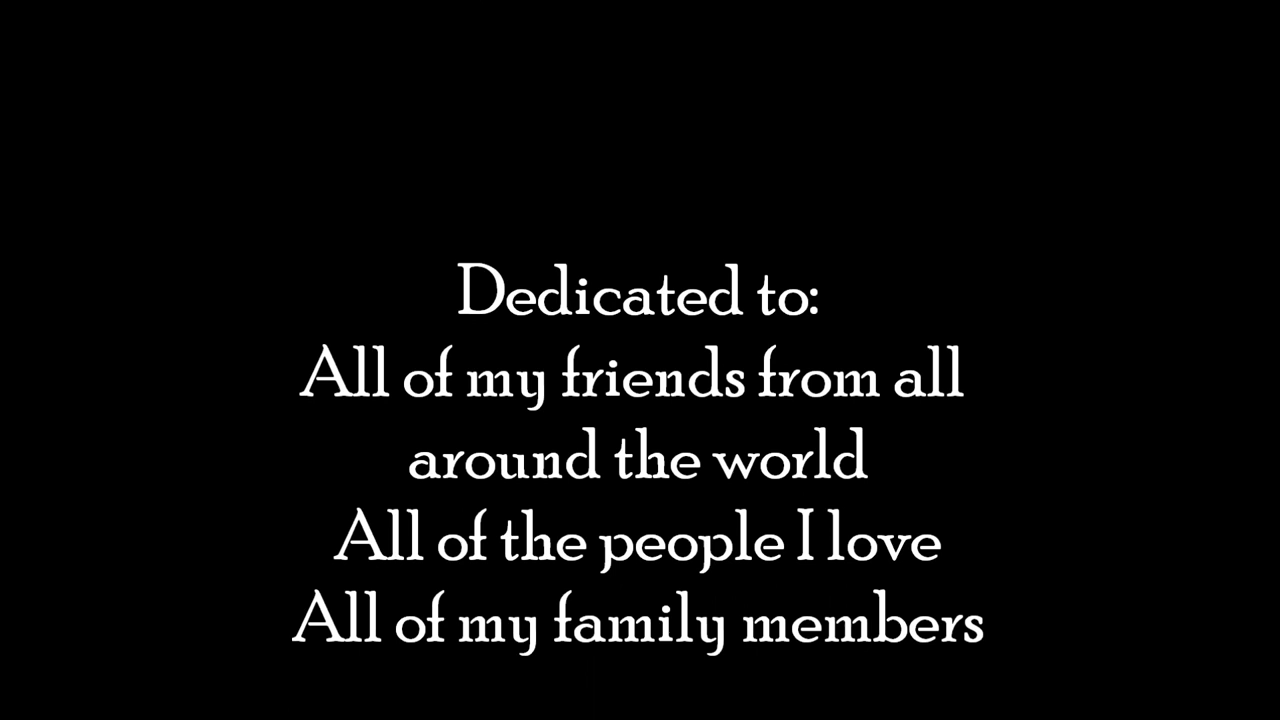 Dedicated to:
All of my friends from all
around the world
All of the people I love
All of my family members